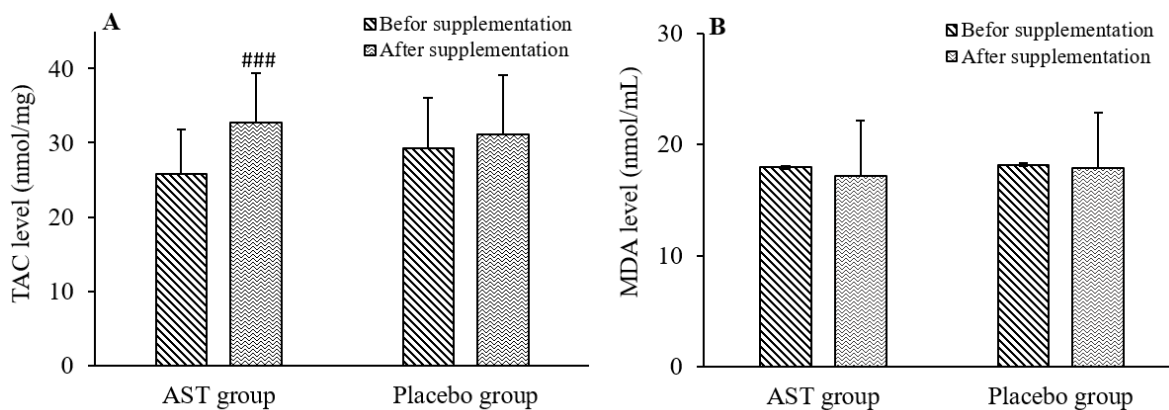 A
Befor supplementation
After supplementation
###
TAC level (nmol/mg)
40
30
20
10
0
AST group
Placebo group
B
Befor supplementation
After supplementation
MDA level (nmol/mL)
30
20
10
0
AST group
Placebo group